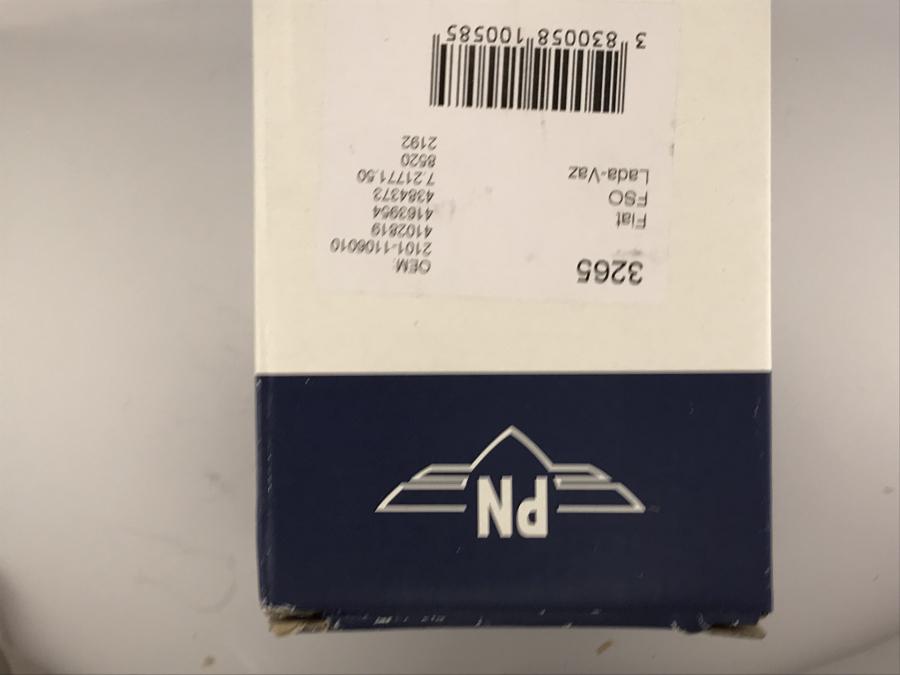 PN
3265
Fiat
FSO
Lada-Vaz
OEM:
2101-1106010
4102819
4163954
4384373
7.21771.50
8520
2192
3 830058 100585